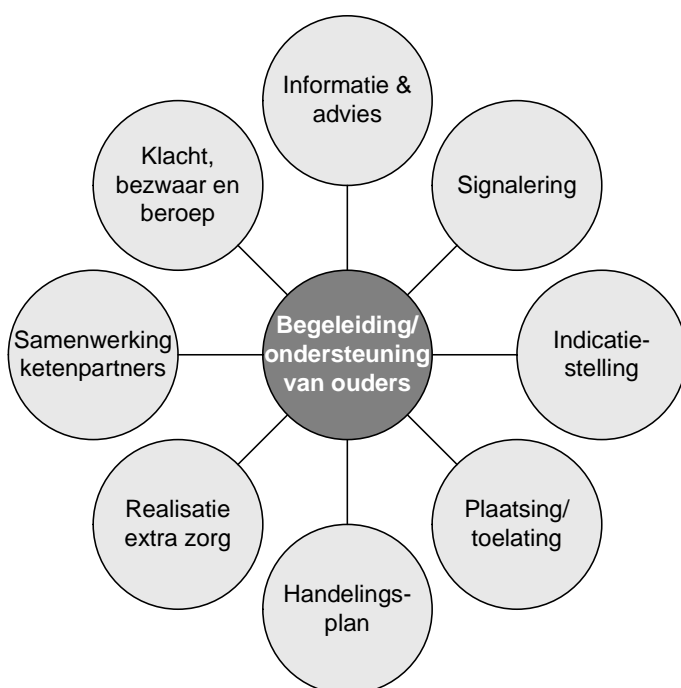 Informatie &
advies
Signalering
Indicatie-
stelling
Plaatsing/
toelating
Handelings-
plan
Realisatie
extra zorg
Samenwerking
ketenpartners
Klacht,
bezwaar en
beroep
Begeleiding/
ondersteuning
van ouders